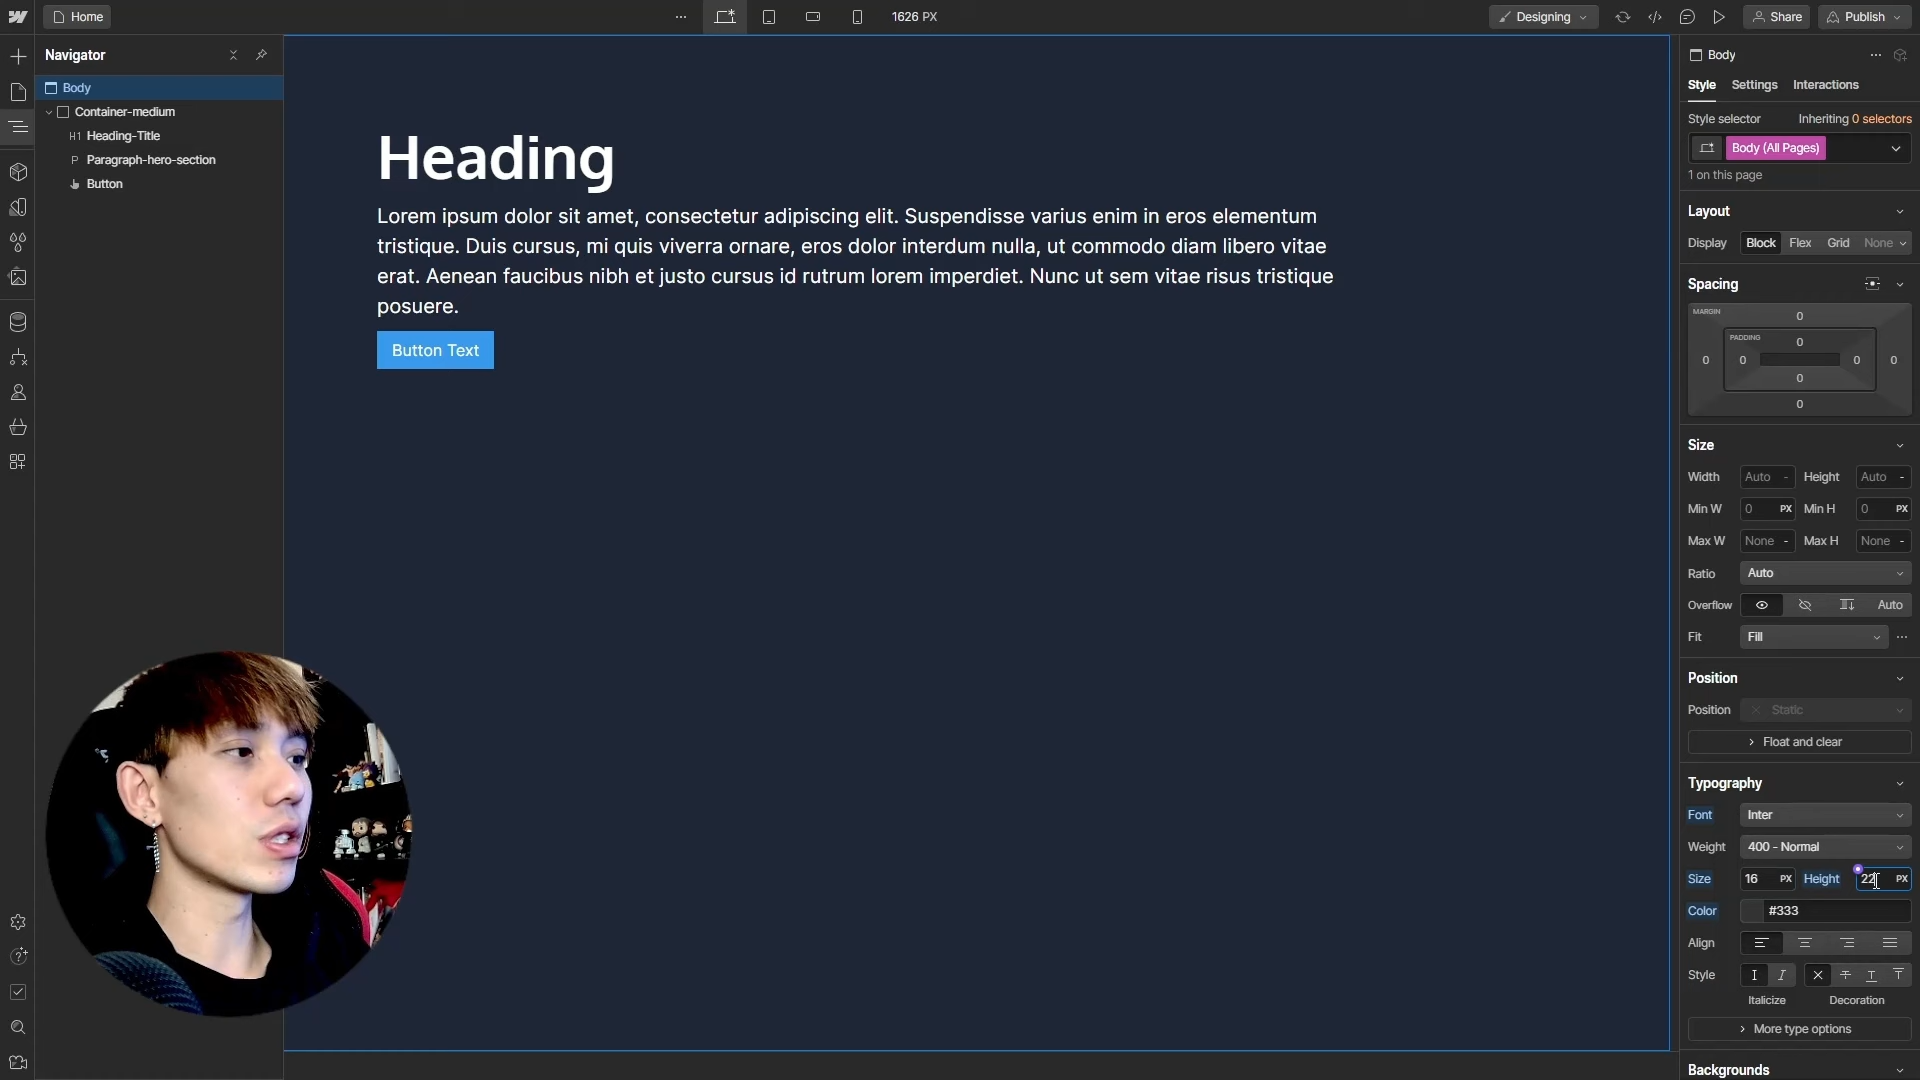 Home
1626 PX
Designing
Share
Publish
Navigator
Body
Container-medium
H1 Heading-Title
P Paragraph-hero-section
Button
Heading
Lorem ipsum dolor sit amet, consectetur adipiscing elit. Suspendisse varius enim in eros elementum
tristique. Duis cursus, mi quis viverra ornare, eros dolor interdum nulla, ut commodo diam libero vitae
erat. Aenean faucibus nibh et justo cursus id rutrum lorem imperdiet. Nunc ut sem vitae risus tristique
posuere.
Button Text
Body
Style Settings Interactions
Style selector Inheriting 0 selectors
Body (All Pages)
1 on this page
Layout
Display Block Flex Grid None
Spacing
MARGIN
0
PADDING
0
0 0 0 0
0
0
Size
Width Auto - Height Auto -
Min W 0 PX Min H 0 PX
Max W None - Max H None -
Ratio Auto
Overflow Auto
Fit Fill
Position
Position Static
Float and clear
Typography
Font Inter
Weight 400 - Normal
Size 16 PX Height 22 PX
Color #333
Align
Style
Italicize Decoration
More type options
Backgrounds